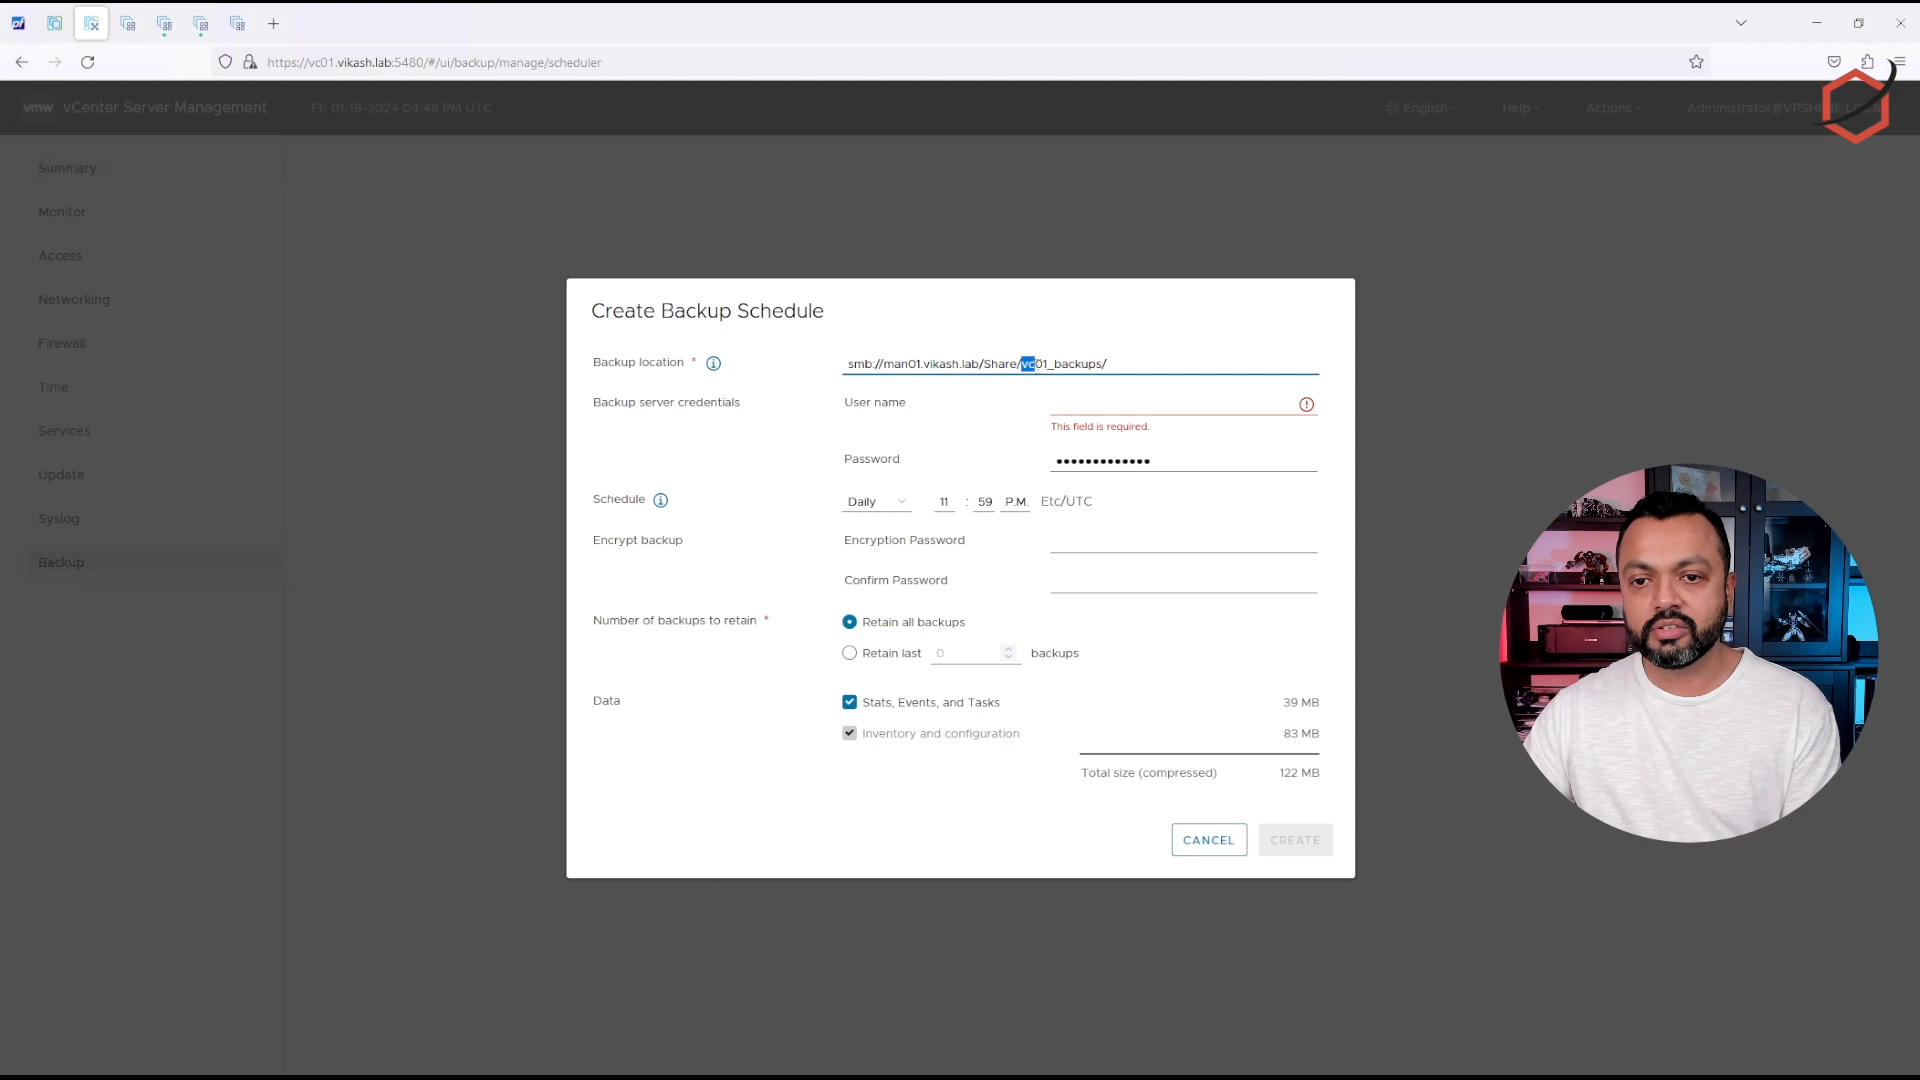 https://vc01.vikash.lab:5480/#/ui/backup/manage/scheduler
vmw vCenter Server Management Fri 01-19-2024 04:46 PM UTC English Help Actions
Summary
Monitor
Access
Networking
Firewall
Time
Services
Update
Syslog
Backup
Create Backup Schedule
Backup location * smb://man01.vikash.lab/Share/vc01_backups/
Backup server credentials User name
This field is required.
Password •••••••••••••
Schedule Daily 11 : 59 P.M. Etc/UTC
Encrypt backup Encryption Password
Confirm Password
Number of backups to retain * Retain all backups
Retain last 0 backups
Data Stats, Events, and Tasks 39 MB
Inventory and configuration 83 MB
Total size (compressed) 122 MB
CANCEL CREATE